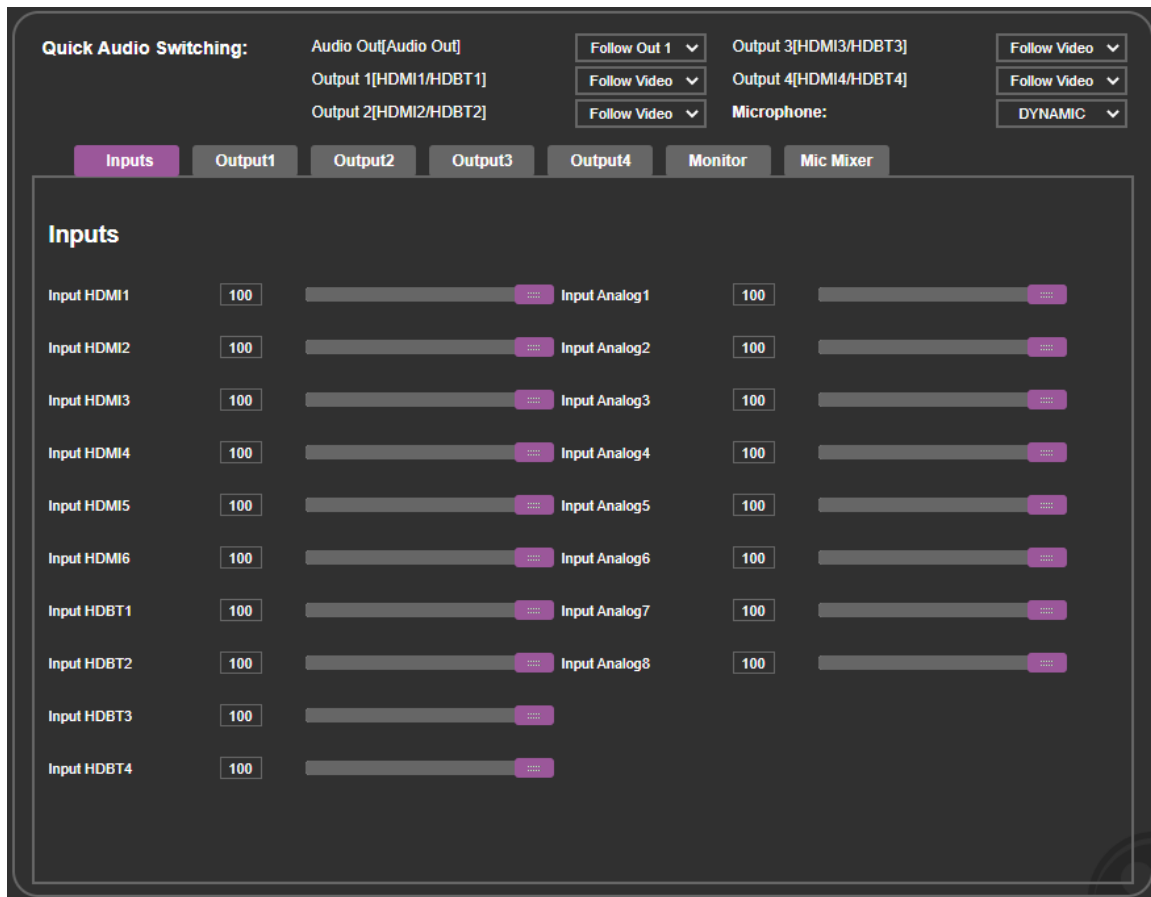 Quick Audio Switching: Audio Out[Audio Out] Follow Out 1 Output 3[HDMI3/HDBT3] Follow Video
Output 1[HDMI1/HDBT1] Follow Video Output 4[HDMI4/HDBT4] Follow Video
Output 2[HDMI2/HDBT2] Follow Video Microphone: DYNAMIC
Inputs Output1 Output2 Output3 Output4 Monitor Mic Mixer
Inputs
Input HDMI1 100 Input Analog1 100
Input HDMI2 100 Input Analog2 100
Input HDMI3 100 Input Analog3 100
Input HDMI4 100 Input Analog4 100
Input HDMI5 100 Input Analog5 100
Input HDMI6 100 Input Analog6 100
Input HDBT1 100 Input Analog7 100
Input HDBT2 100 Input Analog8 100
Input HDBT3 100
Input HDBT4 100